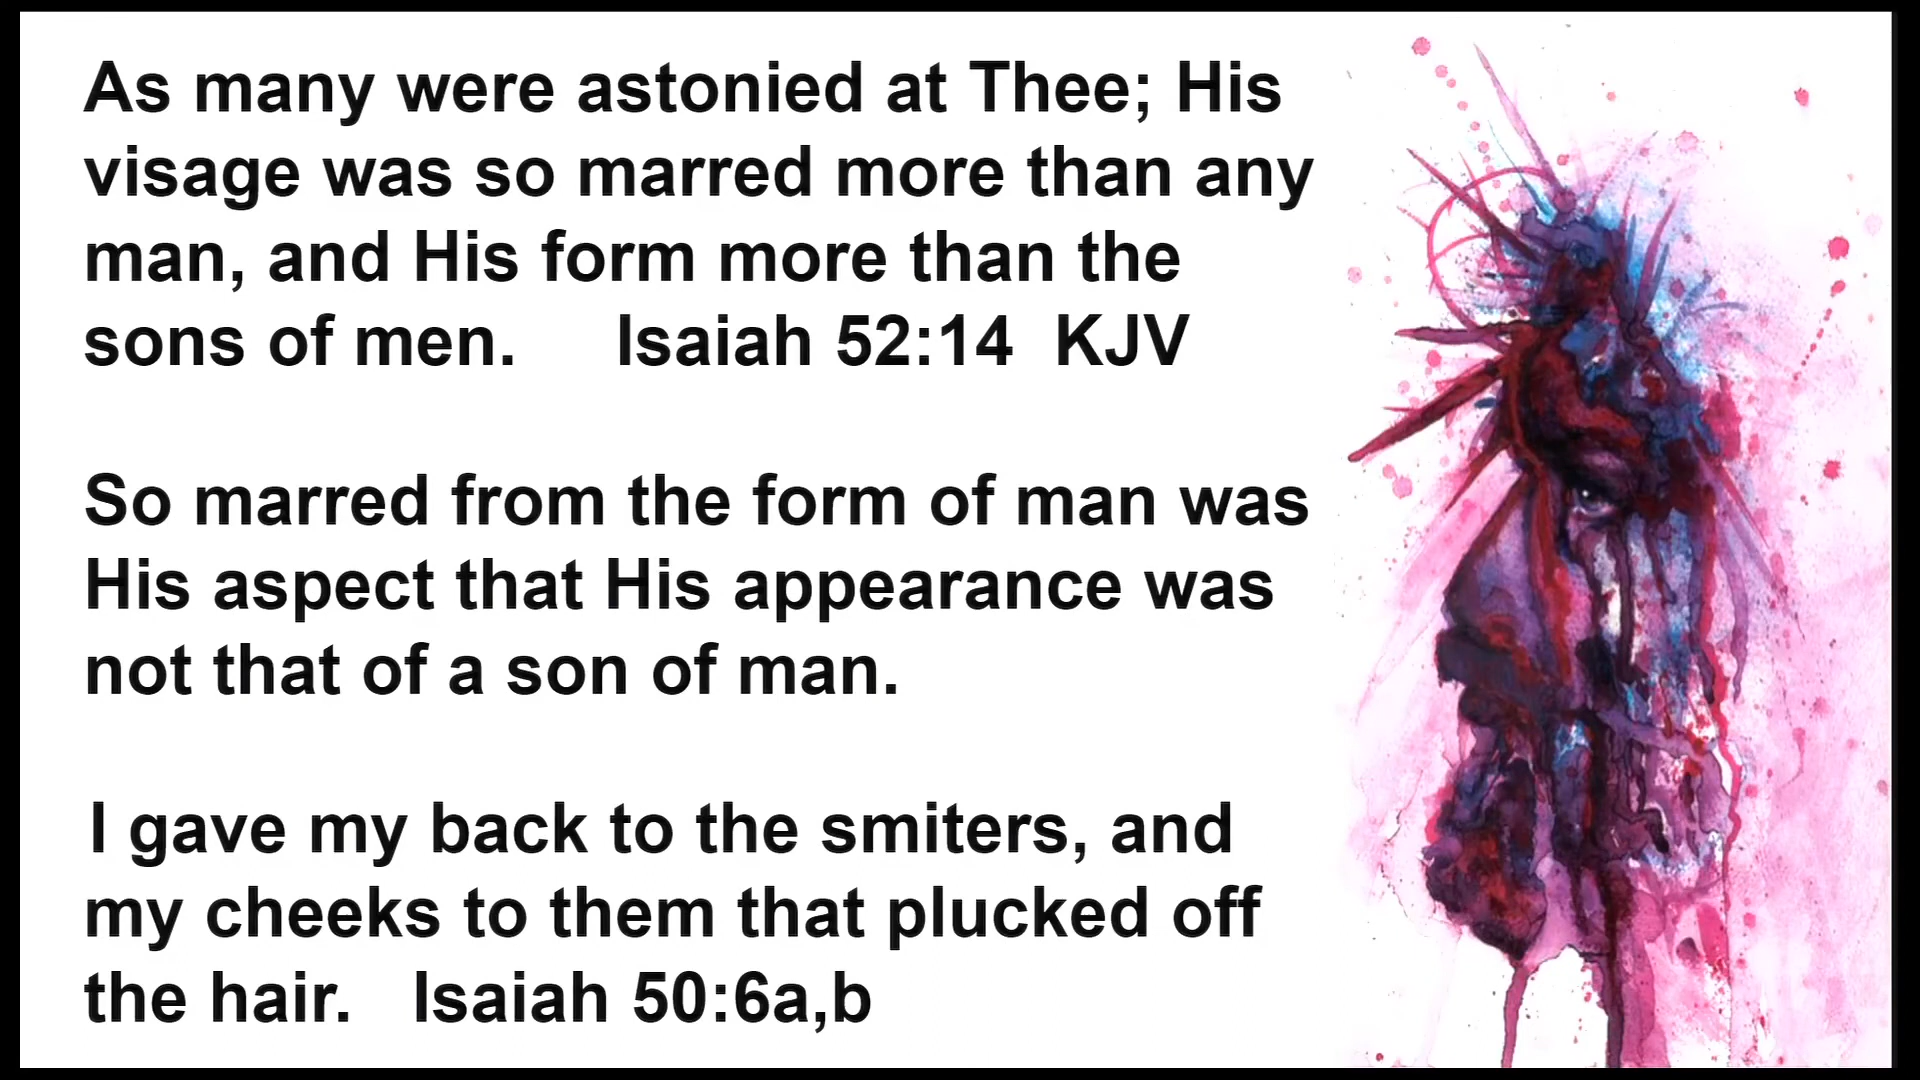 As many were astonied at Thee; His
visage was so marred more than any
man, and His form more than the
sons of men. Isaiah 52:14 KJV
So marred from the form of man was
His aspect that His appearance was
not that of a son of man.
I gave my back to the smiters, and
my cheeks to them that plucked off
the hair. Isaiah 50:6a,b